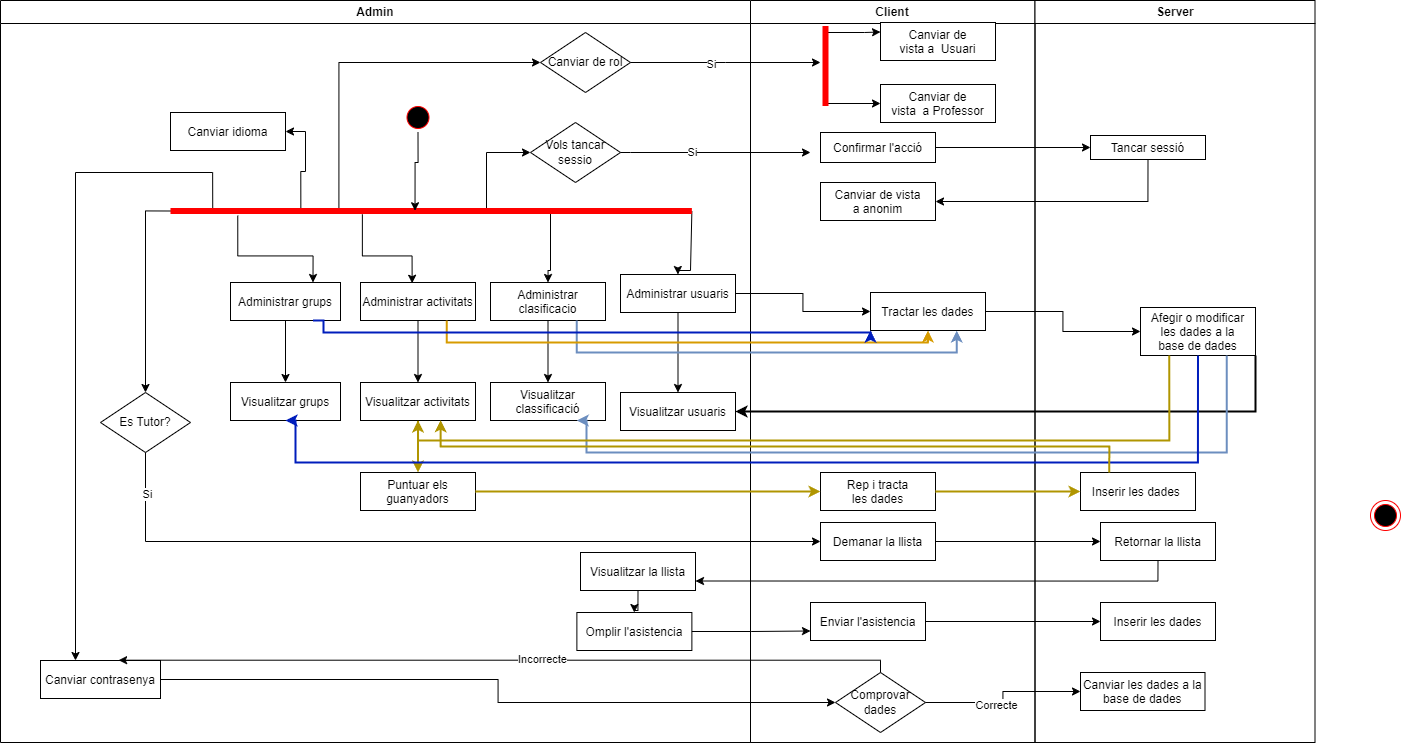 Admin
Client
Server
Canviar de rol
Si
Canviar de
vista a Usuari
Canviar de
vista a Professor
Canviar idioma
Vols tancar
sessio
Si
Confirmar l'acció
Tancar sessió
Canviar de vista
a anonim
Administrar grups
Administrar activitats
Administrar
clasificacio
Administrar usuaris
Tractar les dades
Afegir o modificar
les dades a la
base de dades
Es Tutor?
Visualitzar grups
Visualitzar activitats
Visualitzar
classificació
Visualitzar usuaris
Si
Puntuar els
guanyadors
Rep i tracta
les dades
Inserir les dades
Demanar la llista
Retornar la llista
Visualitzar la llista
Omplir l'asistencia
Enviar l'asistencia
Inserir les dades
Incorrecte
Canviar contrasenya
Comprovar
dades
Correcte
Canviar les dades a la
base de dades